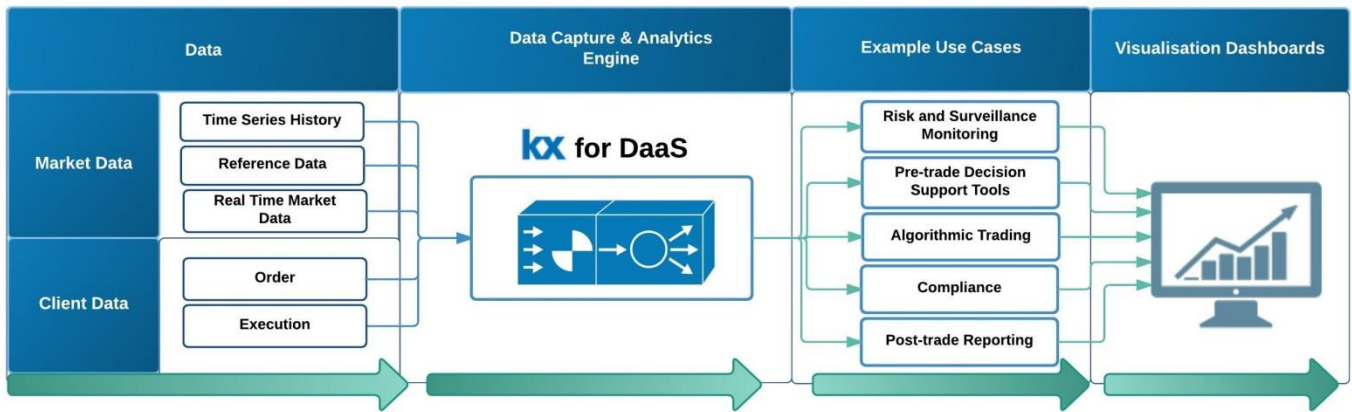 Data
Data Capture & Analytics
Engine
Example Use Cases
Visualisation Dashboards
Market Data
Time Series History
Reference Data
Real Time Market
Data
Client Data
Order
Execution
kx for DaaS
Risk and Surveillance
Monitoring
Pre-trade Decision
Support Tools
Algorithmic Trading
Compliance
Post-trade Reporting